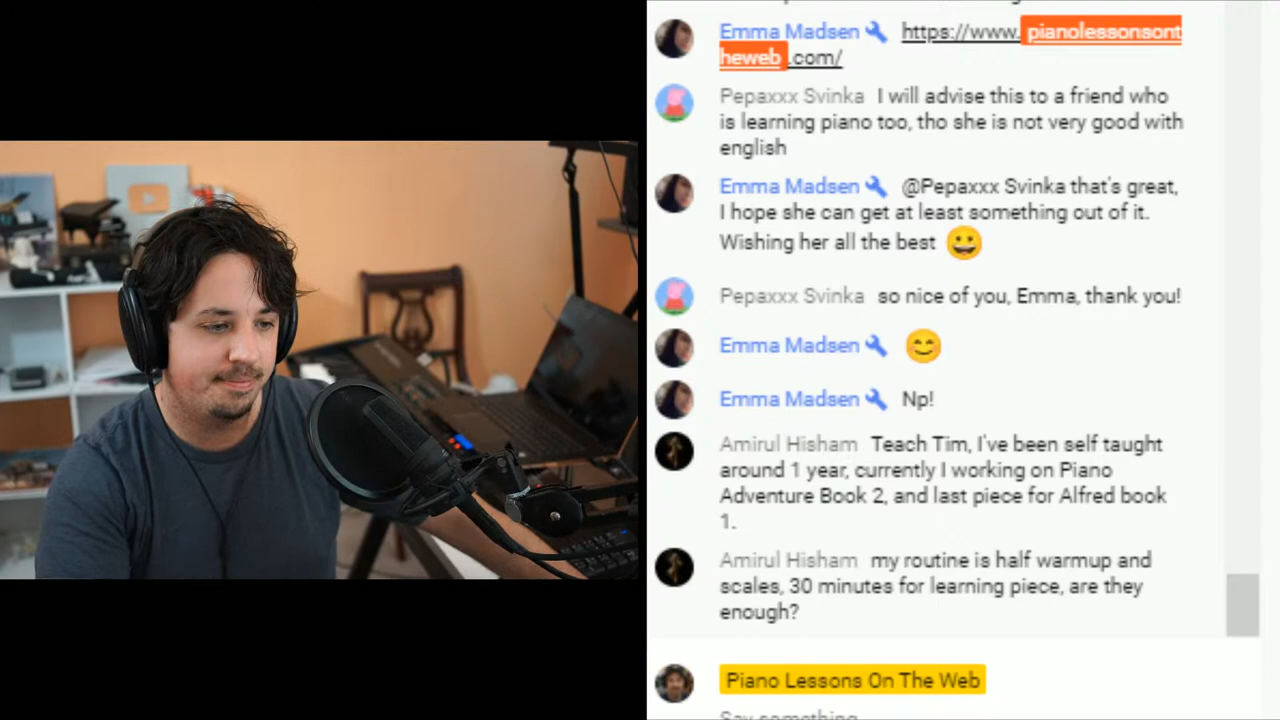 Emma Madsen https://www.pianolessonsont
heweb.com/
Pepaxxx Svinka I will advise this to a friend who
is learning piano too, tho she is not very good with
english
Emma Madsen @Pepaxxx Svinka that's great,
I hope she can get at least something out of it.
Wishing her all the best 😀
Pepaxxx Svinka so nice of you, Emma, thank you!
Emma Madsen 😊
Emma Madsen Np!
Amirul Hisham Teach Tim, I've been self taught
around 1 year, currently I working on Piano
Adventure Book 2, and last piece for Alfred book
1.
Amirul Hisham my routine is half warmup and
scales, 30 minutes for learning piece, are they
enough?
Piano Lessons On The Web
Say something